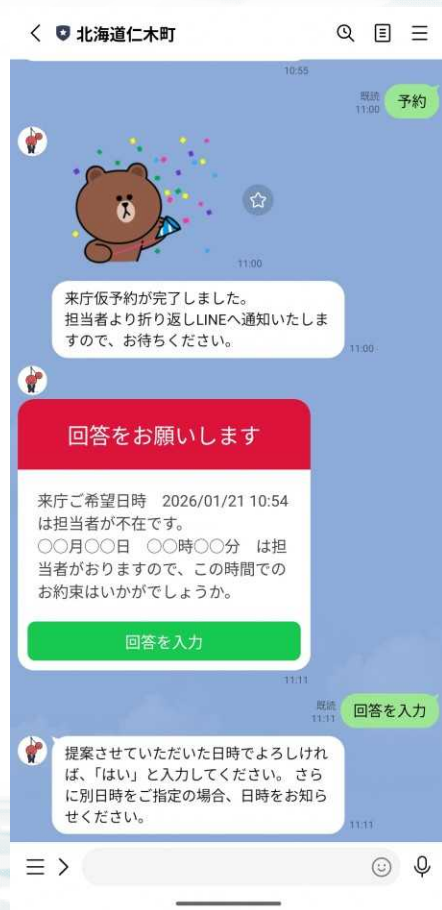 北海道仁木町
10:55
既読
11:00
予約
11:00
来庁仮予約が完了しました。
担当者より折り返しLINEへ通知いたしま
すので、お待ちください。
11:00
回答をお願いします
来庁ご希望日時　2026/01/21 10:54
は担当者が不在です。
○○月○○日　○○時○○分　は担
当者がおりますので、この時間での
お約束はいかがでしょうか。
回答を入力
11:11
既読
11:11
回答を入力
提案させていただいた日時でよろしけれ
ば、「はい」と入力してください。 さら
に別日時をご指定の場合、日時をお知ら
せください。
11:11